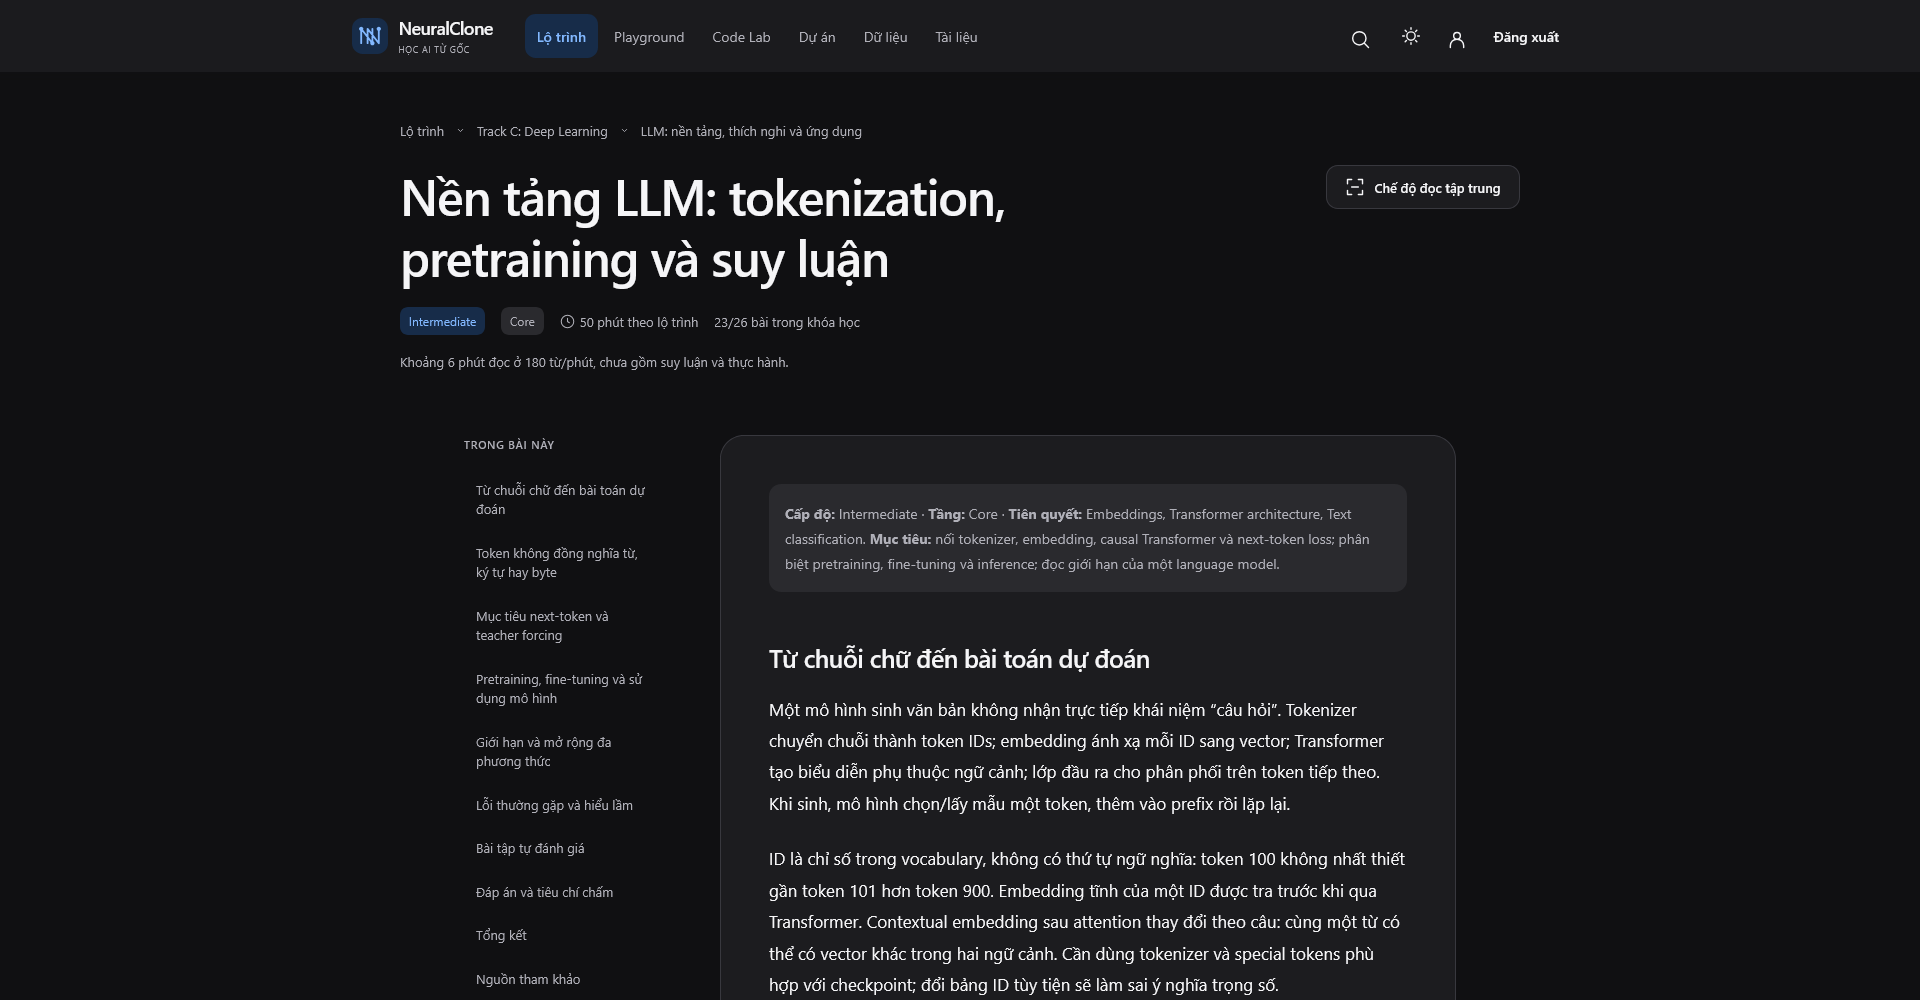 NeuralClone
HỌC AI TỪ GỐC
Lộ trình
Playground
Code Lab
Dự án
Dữ liệu
Tài liệu
Đăng xuất
Lộ trình
Track C: Deep Learning
LLM: nền tảng, thích nghi và ứng dụng
Nền tảng LLM: tokenization,
pretraining và suy luận
Chế độ đọc tập trung
Intermediate
Core
50 phút theo lộ trình
23/26 bài trong khóa học
Khoảng 6 phút đọc ở 180 từ/phút, chưa gồm suy luận và thực hành.
TRONG BÀI NÀY
Từ chuỗi chữ đến bài toán dự
đoán
Token không đồng nghĩa từ,
ký tự hay byte
Mục tiêu next-token và
teacher forcing
Pretraining, fine-tuning và sử
dụng mô hình
Giới hạn và mở rộng đa
phương thức
Lỗi thường gặp và hiểu lầm
Bài tập tự đánh giá
Đáp án và tiêu chí chấm
Tổng kết
Nguồn tham khảo
Cấp độ: Intermediate · Tầng: Core · Tiên quyết: Embeddings, Transformer architecture, Text
classification. Mục tiêu: nối tokenizer, embedding, causal Transformer và next-token loss; phân
biệt pretraining, fine-tuning và inference; đọc giới hạn của một language model.
Từ chuỗi chữ đến bài toán dự đoán
Một mô hình sinh văn bản không nhận trực tiếp khái niệm “câu hỏi”. Tokenizer
chuyển chuỗi thành token IDs; embedding ánh xạ mỗi ID sang vector; Transformer
tạo biểu diễn phụ thuộc ngữ cảnh; lớp đầu ra cho phân phối trên token tiếp theo.
Khi sinh, mô hình chọn/lấy mẫu một token, thêm vào prefix rồi lặp lại.
ID là chỉ số trong vocabulary, không có thứ tự ngữ nghĩa: token 100 không nhất thiết
gần token 101 hơn token 900. Embedding tĩnh của một ID được tra trước khi qua
Transformer. Contextual embedding sau attention thay đổi theo câu: cùng một từ có
thể có vector khác trong hai ngữ cảnh. Cần dùng tokenizer và special tokens phù
hợp với checkpoint; đổi bảng ID tùy tiện sẽ làm sai ý nghĩa trọng số.